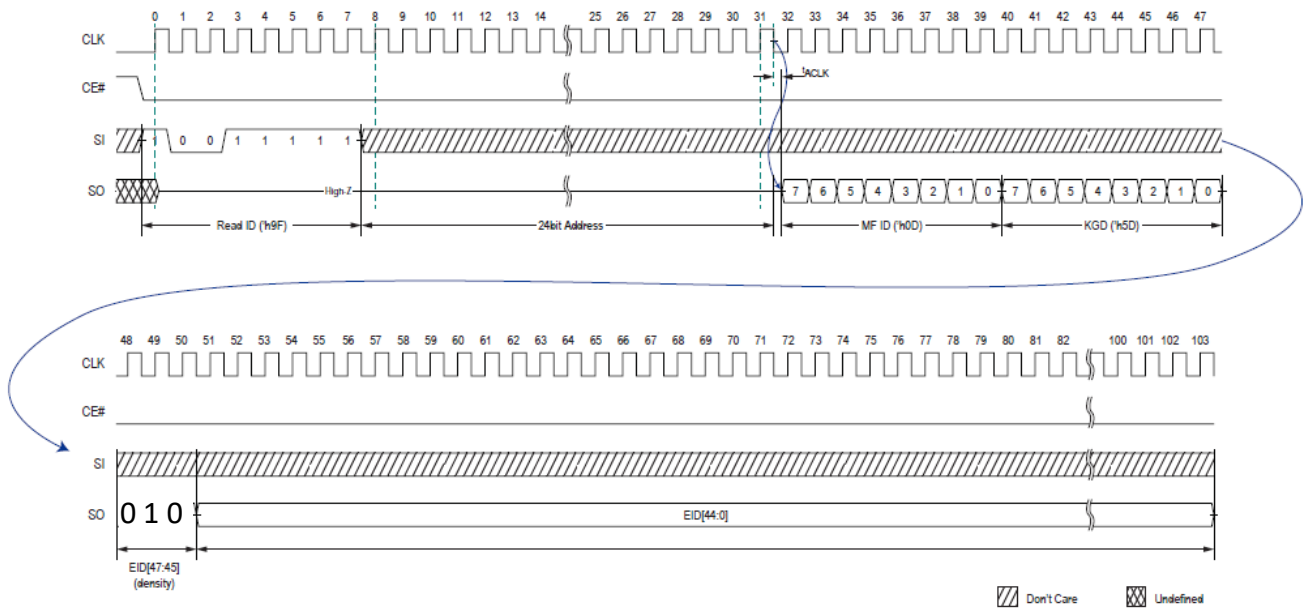 0 1 2 3 4 5 6 7 8 9 10 11 12 13 14 25 26 27 28 29 30 31 32 33 34 35 36 37 38 39 40 41 42 43 44 45 46 47
CLK
tACLK
CE#
SI 1 0 0 1 1 1 1 1
SO High-Z 7 6 5 4 3 2 1 0 7 6 5 4 3 2 1 0
Read ID ('h9F) 24bit Address MF ID ('h0D) KGD ('h5D)
48 49 50 51 52 53 54 55 56 57 58 59 60 61 62 63 64 65 66 67 68 69 70 71 72 73 74 75 76 77 78 79 80 81 82 100 101 102 103
CLK
CE#
SI
SO 0 1 0 EID[44:0]
EID[47:45]
(density)
Don't Care Undefined